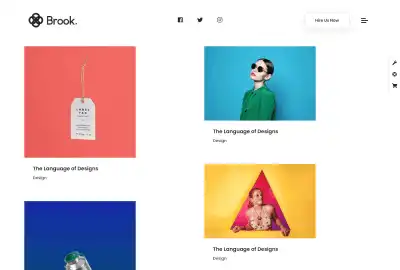 Brook.
Hire Us Now
The Language of Designs
Design
The Language of Designs
Design
The Language of Designs
Design